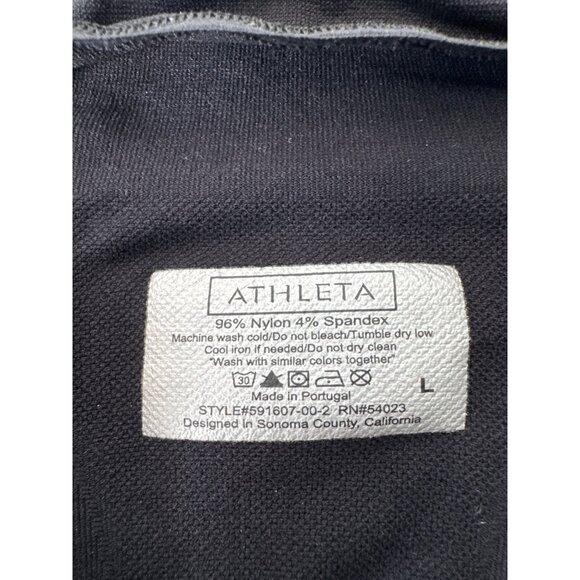 ATHLETA
96% Nylon 4% Spandex
Machine wash cold/Do not bleach/Tumble dry low
Cool iron if needed/Do not dry clean
"Wash with similar colors together"
30
L
Made in Portugal
STYLE#591607-00-2 RN#54023
Designed in Sonoma County, California